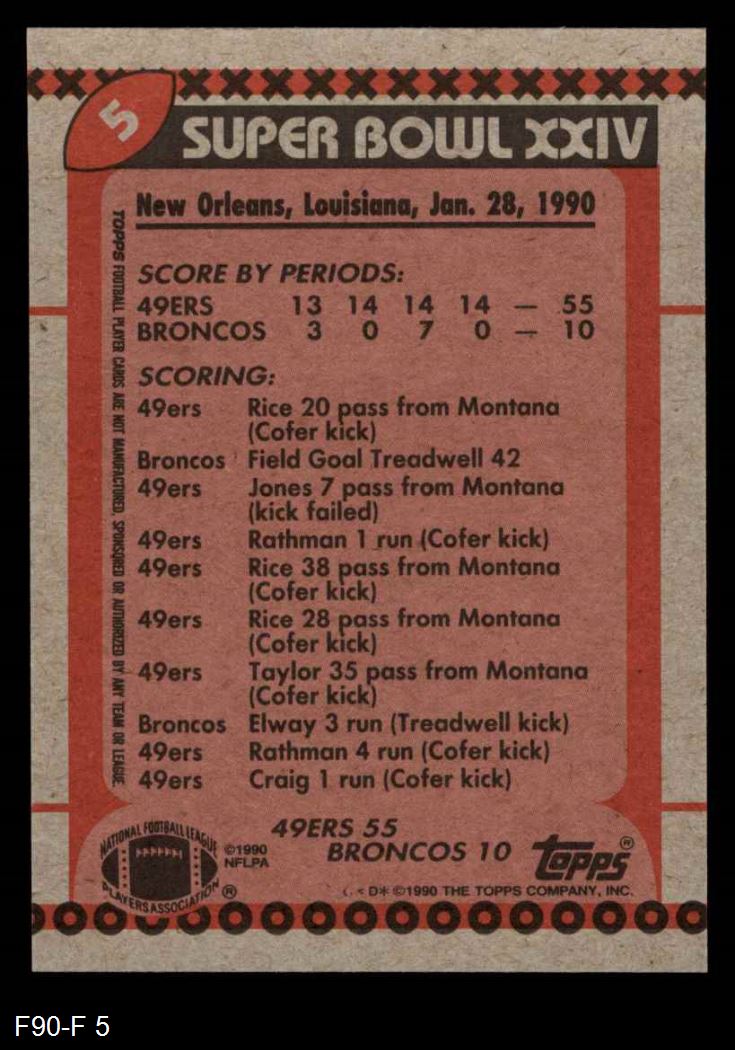 5
SUPER BOWL XXIV
New Orleans, Louisiana, Jan. 28, 1990
TOPPS FOOTBALL PLAYER CARDS ARE NOT MANUFACTURED, SPONSORED OR AUTHORIZED BY ANY TEAM OR LEAGUE
SCORE BY PERIODS:
49ERS 13 14 14 14 — 55
BRONCOS 3 0 7 0 — 10
SCORING:
49ers Rice 20 pass from Montana
(Cofer kick)
Broncos Field Goal Treadwell 42
49ers Jones 7 pass from Montana
(kick failed)
49ers Rathman 1 run (Cofer kick)
49ers Rice 38 pass from Montana
(Cofer kick)
49ers Rice 28 pass from Montana
(Cofer kick)
49ers Taylor 35 pass from Montana
(Cofer kick)
Broncos Elway 3 run (Treadwell kick)
49ers Rathman 4 run (Cofer kick)
49ers Craig 1 run (Cofer kick)
49ERS 55
BRONCOS 10
NATIONAL FOOTBALL LEAGUE
PLAYERS ASSOCIATION ®
©1990
NFLPA
topps®
D* ©1990 THE TOPPS COMPANY, INC.
F90-F 5